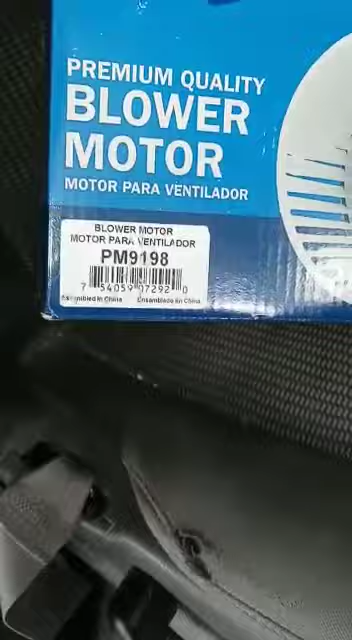 PREMIUM QUALITY
BLOWER
MOTOR
MOTOR PARA VENTILADOR
BLOWER MOTOR
MOTOR PARA VENTILADOR
PM9198
7 54059 07292 0
Assembled in China Ensamblado en China